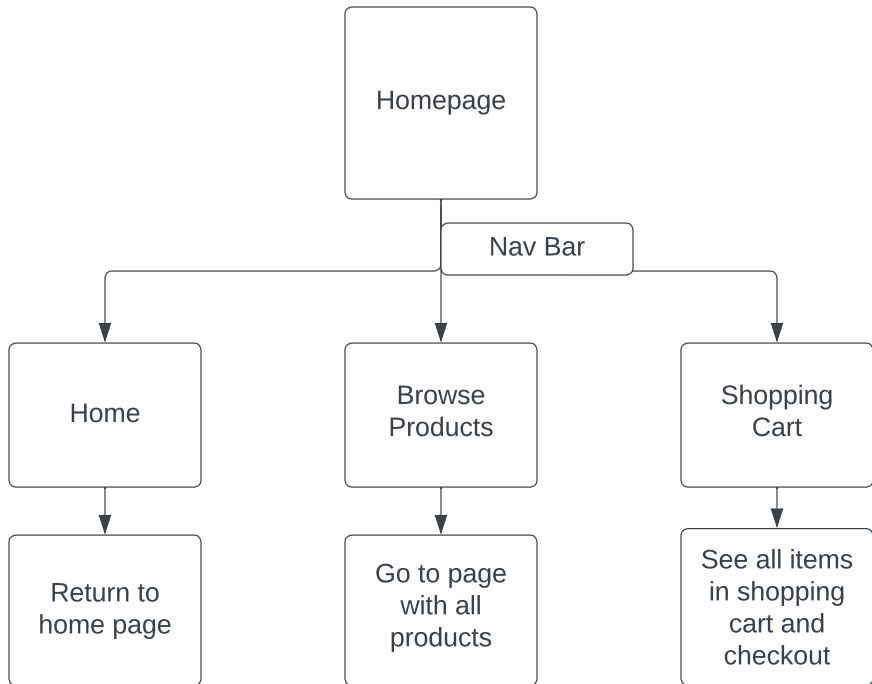 Homepage
Nav Bar
Home
Browse
Products
Shopping
Cart
Return to
home page
Go to page
with all
products
See all items
in shopping
cart and
checkout